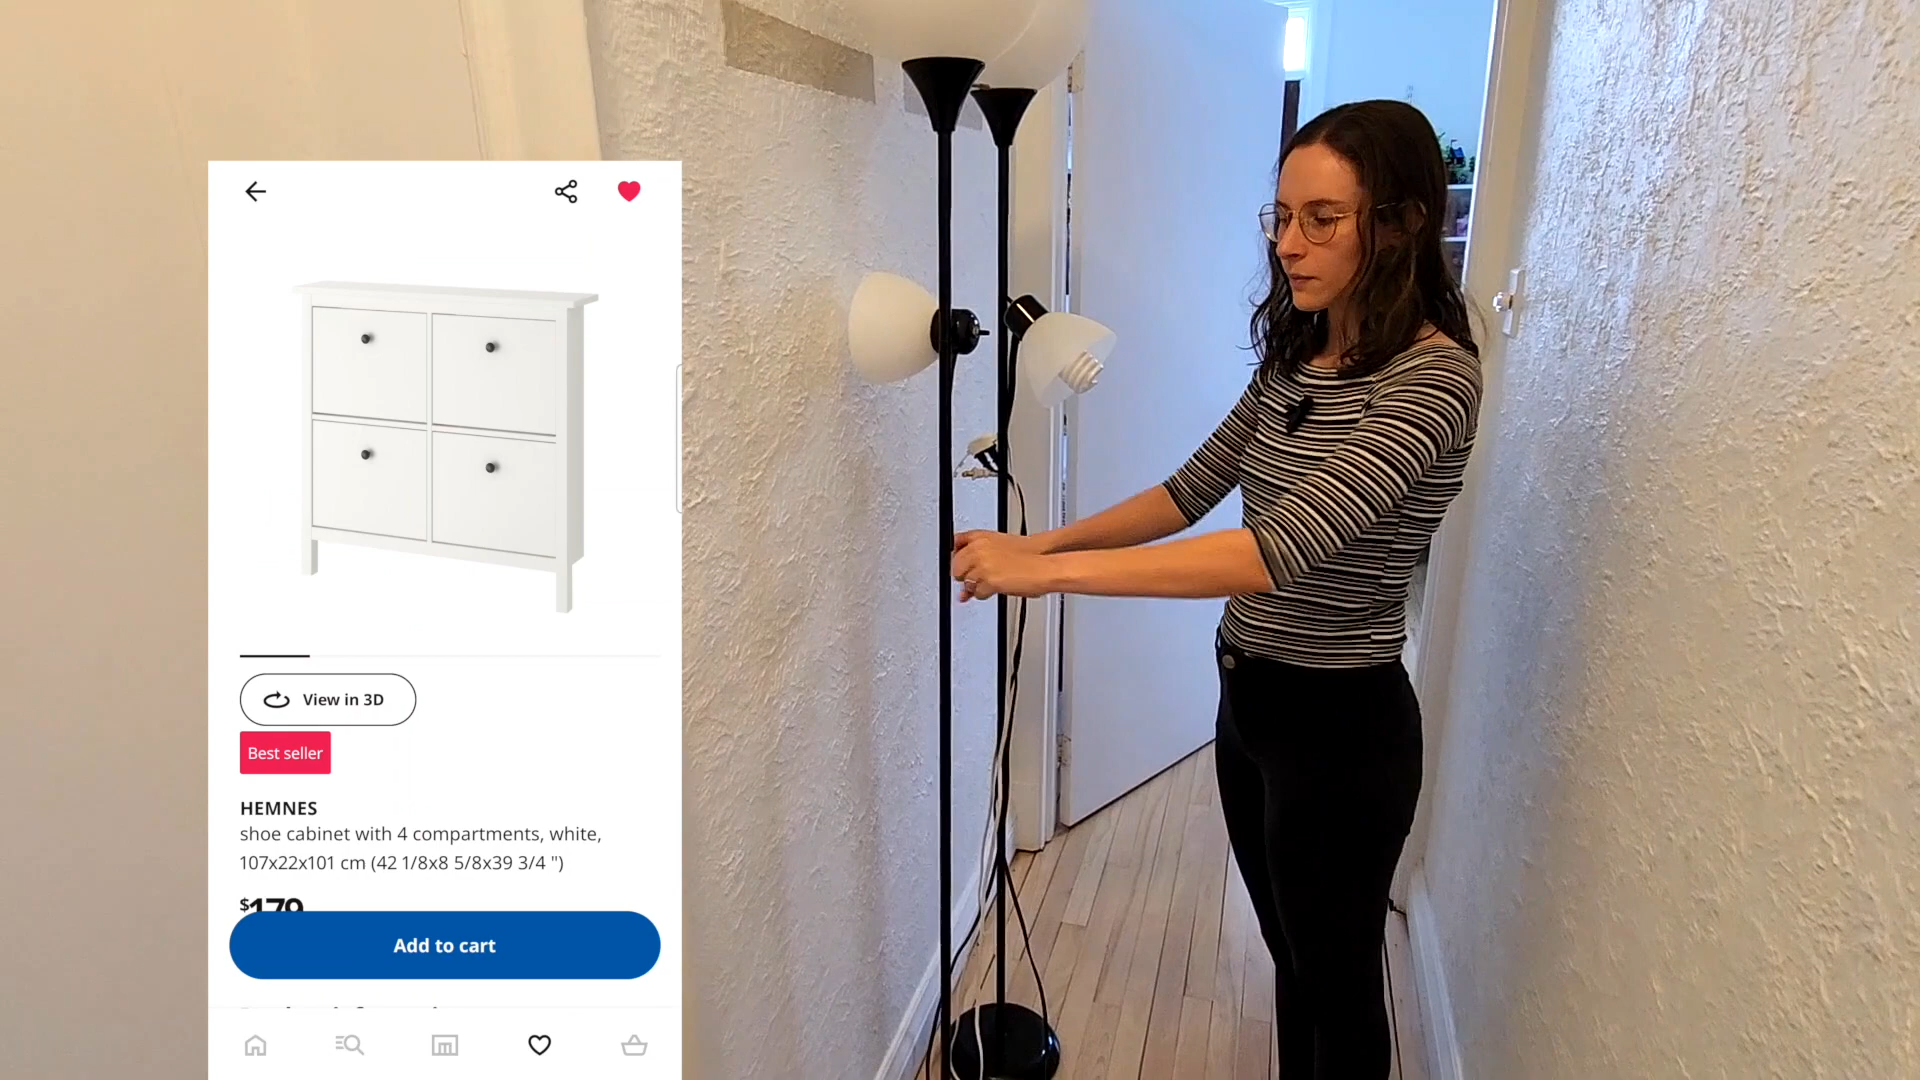 View in 3D
Best seller
HEMNES
shoe cabinet with 4 compartments, white,
107x22x101 cm (42 1/8x8 5/8x39 3/4 ")
$179
Add to cart